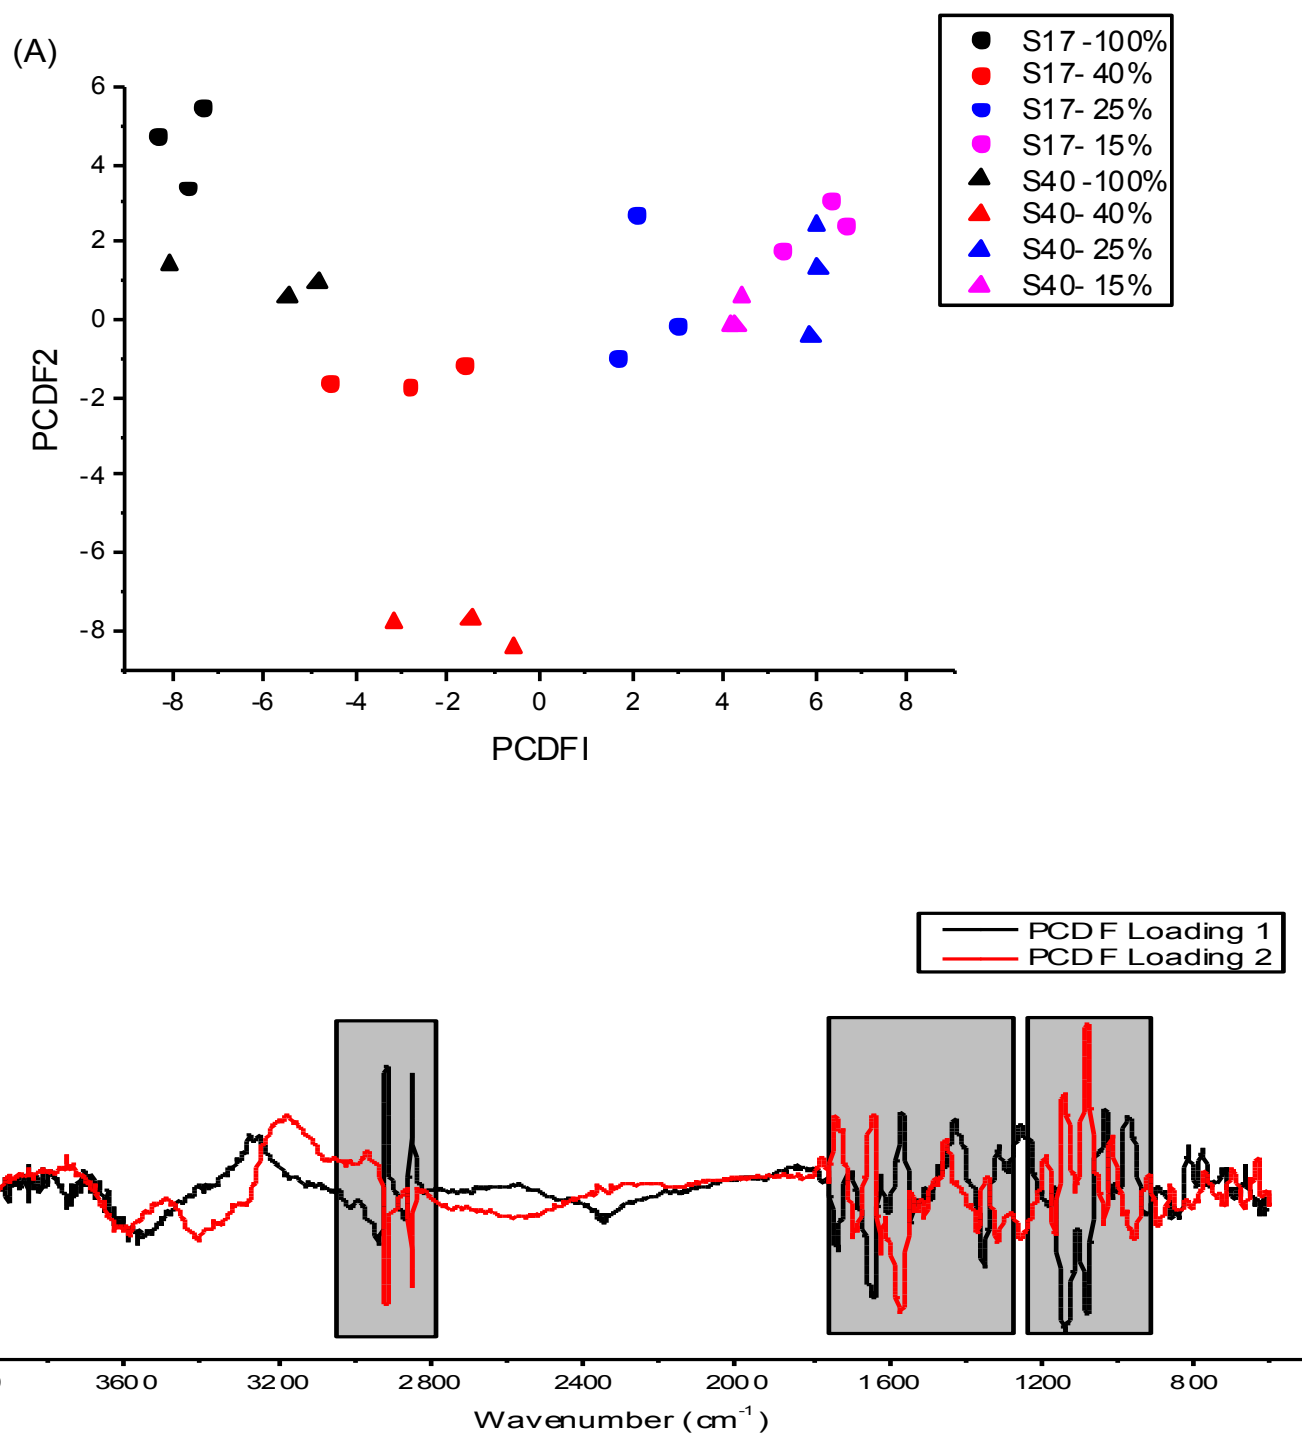 (A)
S17 -100%
S17- 40%
S17- 25%
S17- 15%
S40 -100%
S40- 40%
S40- 25%
S40- 15%
6
4
2
0
-2
-4
-6
-8
PCDF2
-8 -6 -4 -2 0 2 4 6 8
PCDFI
PCDF Loading 1
PCDF Loading 2
3600 3200 2800 2400 2000 1600 1200 800
Wavenumber (cm-1)